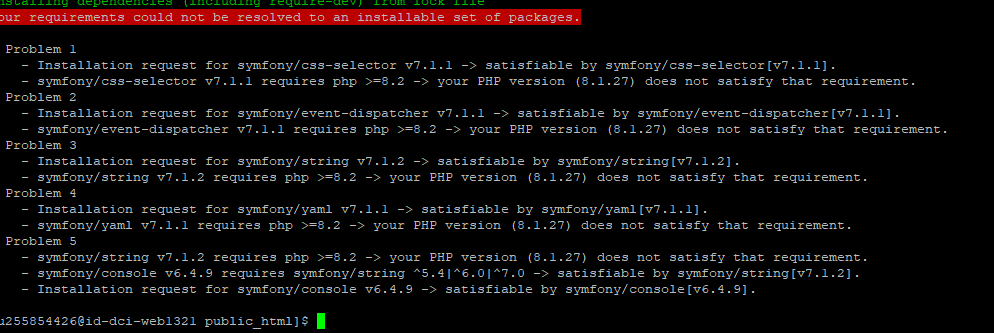 nstalling dependencies (including require-dev) from lock file
our requirements could not be resolved to an installable set of packages.
Problem 1
- Installation request for symfony/css-selector v7.1.1 -> satisfiable by symfony/css-selector[v7.1.1].
- symfony/css-selector v7.1.1 requires php >=8.2 -> your PHP version (8.1.27) does not satisfy that requirement.
Problem 2
- Installation request for symfony/event-dispatcher v7.1.1 -> satisfiable by symfony/event-dispatcher[v7.1.1].
- symfony/event-dispatcher v7.1.1 requires php >=8.2 -> your PHP version (8.1.27) does not satisfy that requirement.
Problem 3
- Installation request for symfony/string v7.1.2 -> satisfiable by symfony/string[v7.1.2].
- symfony/string v7.1.2 requires php >=8.2 -> your PHP version (8.1.27) does not satisfy that requirement.
Problem 4
- Installation request for symfony/yaml v7.1.1 -> satisfiable by symfony/yaml[v7.1.1].
- symfony/yaml v7.1.1 requires php >=8.2 -> your PHP version (8.1.27) does not satisfy that requirement.
Problem 5
- symfony/string v7.1.2 requires php >=8.2 -> your PHP version (8.1.27) does not satisfy that requirement.
- symfony/console v6.4.9 requires symfony/string ^5.4|^6.0|^7.0 -> satisfiable by symfony/string[v7.1.2].
- Installation request for symfony/console v6.4.9 -> satisfiable by symfony/console[v6.4.9].
u255854426@id-dci-web1321 public_html]$